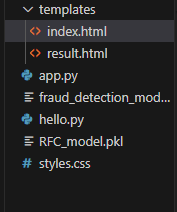 templates
index.html
result.html
app.py
fraud_detection_mod...
hello.py
RFC_model.pkl
styles.css